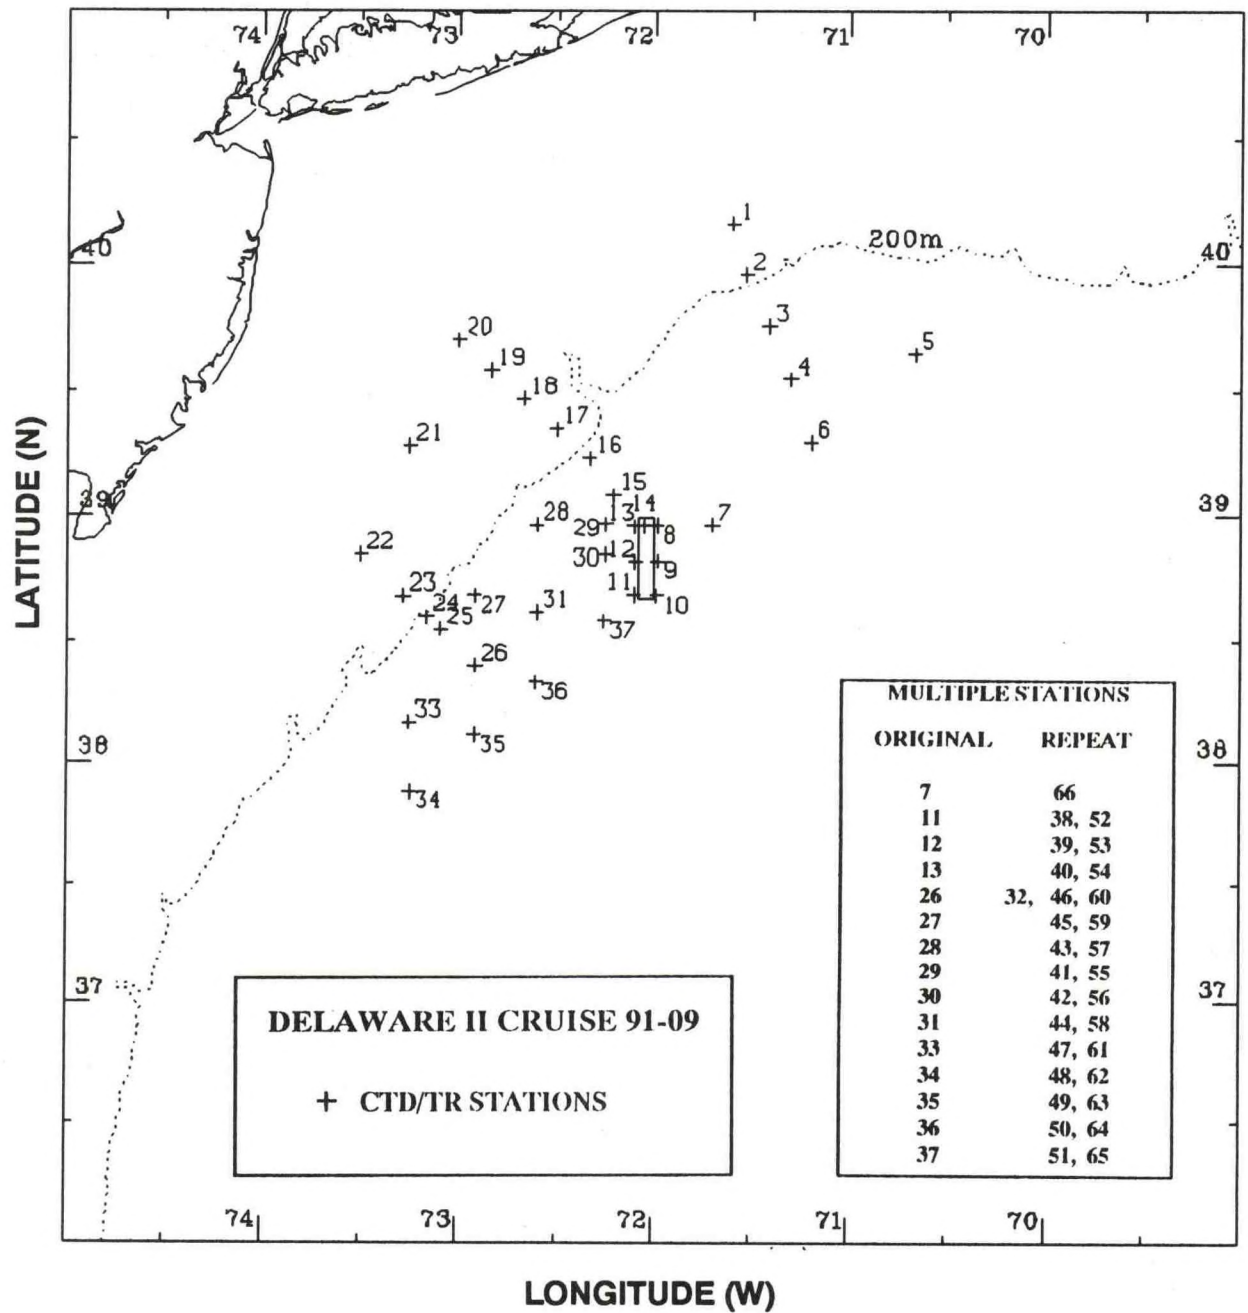 74 73 72 71 70
1
40 200m 40
2
3
20 5
19 4
18
17
21 6
16
15
39 14 39
28 29 13 8 7
22 30 12 9
23 27 31 11 10
24 25 37
26
36
MULTIPLE STATIONS
33
38 35 ORIGINAL REPEAT 38
34
7 66
11 38, 52
12 39, 53
13 40, 54
26 32, 46, 60
27 45, 59
28 43, 57
29 41, 55
37 30 42, 56 37
DELAWARE II CRUISE 91-09
31 44, 58
33 47, 61
34 48, 62
+ CTD/TR STATIONS
35 49, 63
36 50, 64
37 51, 65
74 73 72 71 70
LATITUDE (N)
LONGITUDE (W)